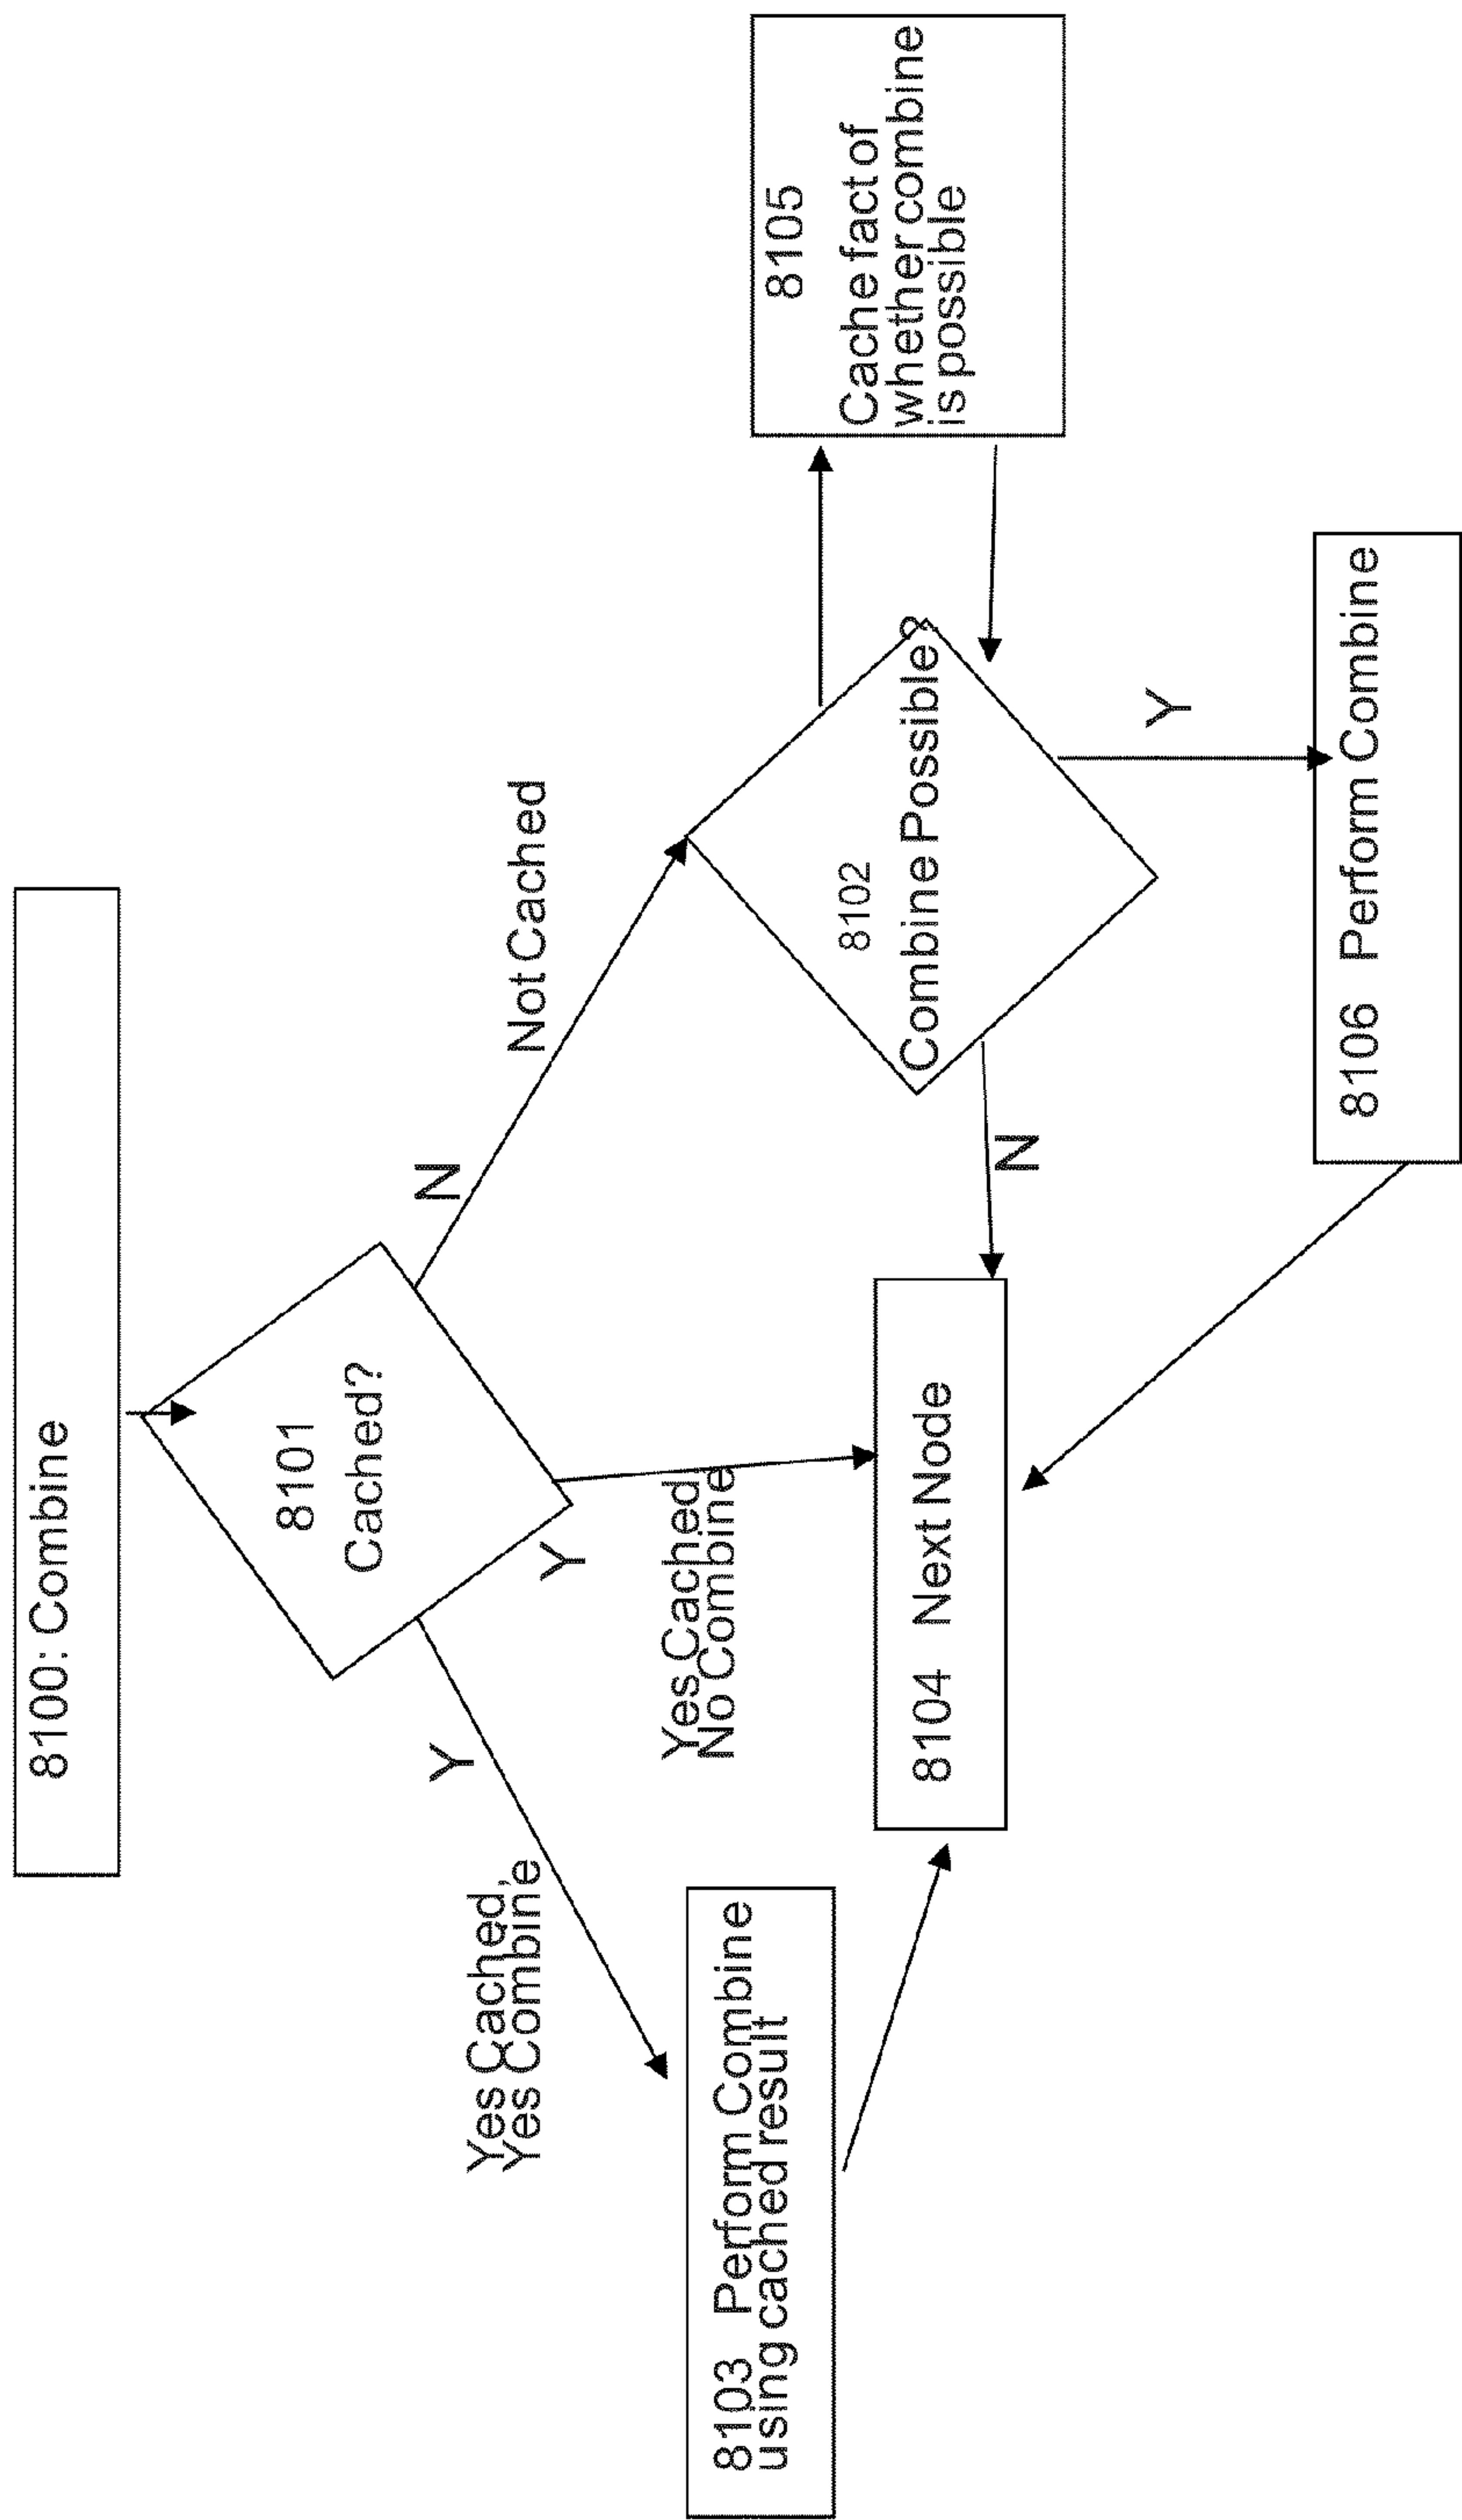 8100: Combine
8101
Cached?
N
Not Cached
Y
Yes Cached,
Yes Combine
Y
Yes Cached
No Combine
8102
Combine Possible ?
8105
Cache fact of
whether combine
is possible
8103 Perform Combine
using cached result
8104 Next Node
N
Y
8106 Perform Combine